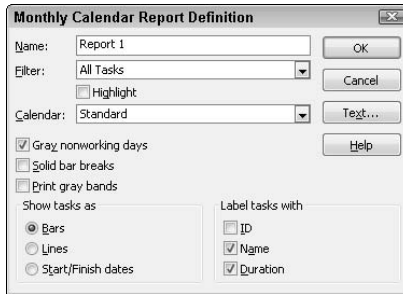 Monthly Calendar Report Definition
Name: Report 1
OK
Filter: All Tasks
Cancel
Highlight
Calendar: Standard
Text...
Gray nonworking days
Help
Solid bar breaks
Print gray bands
Show tasks as
Bars
Lines
Start/Finish dates
Label tasks with
ID
Name
Duration